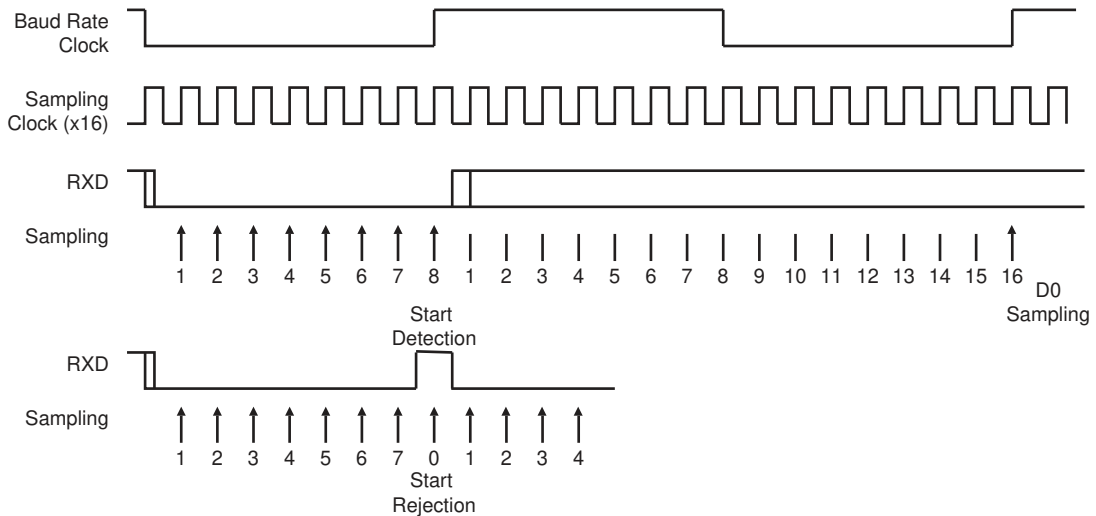 Baud Rate
Clock
Sampling
Clock (x16)
RXD
Sampling
1 2 3 4 5 6 7 8 1 2 3 4 5 6 7 8 9 10 11 12 13 14 15 16
D0
Sampling
Start
Detection
RXD
Sampling
1 2 3 4 5 6 7 0 1 2 3 4
Start
Rejection